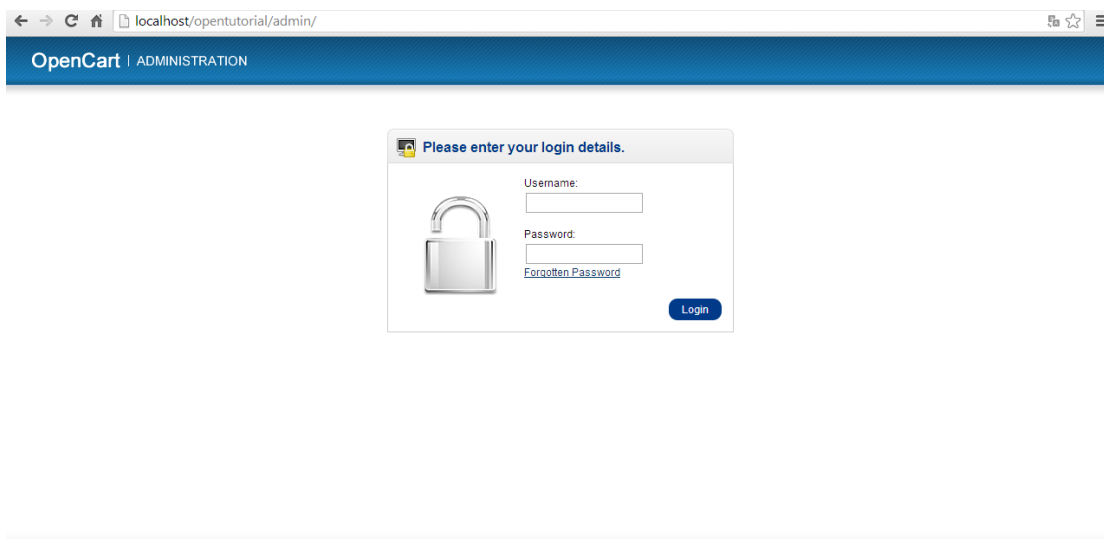 localhost/opentutorial/admin/
OpenCart | ADMINISTRATION
Please enter your login details.
Username:
Password:
Forgotten Password
Login